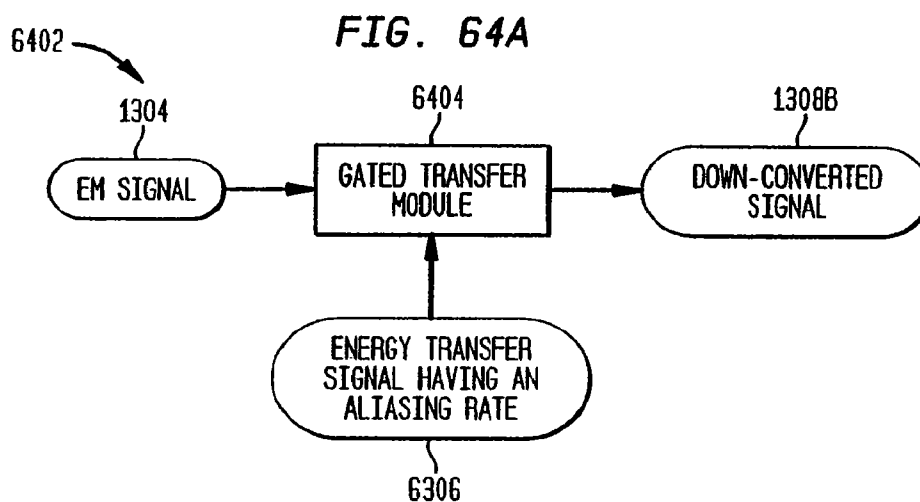 FIG. 64A
6402
1304
6404
1308B
EM SIGNAL
GATED TRANSFER
MODULE
DOWN-CONVERTED
SIGNAL
ENERGY TRANSFER
SIGNAL HAVING AN
ALIASING RATE
6306